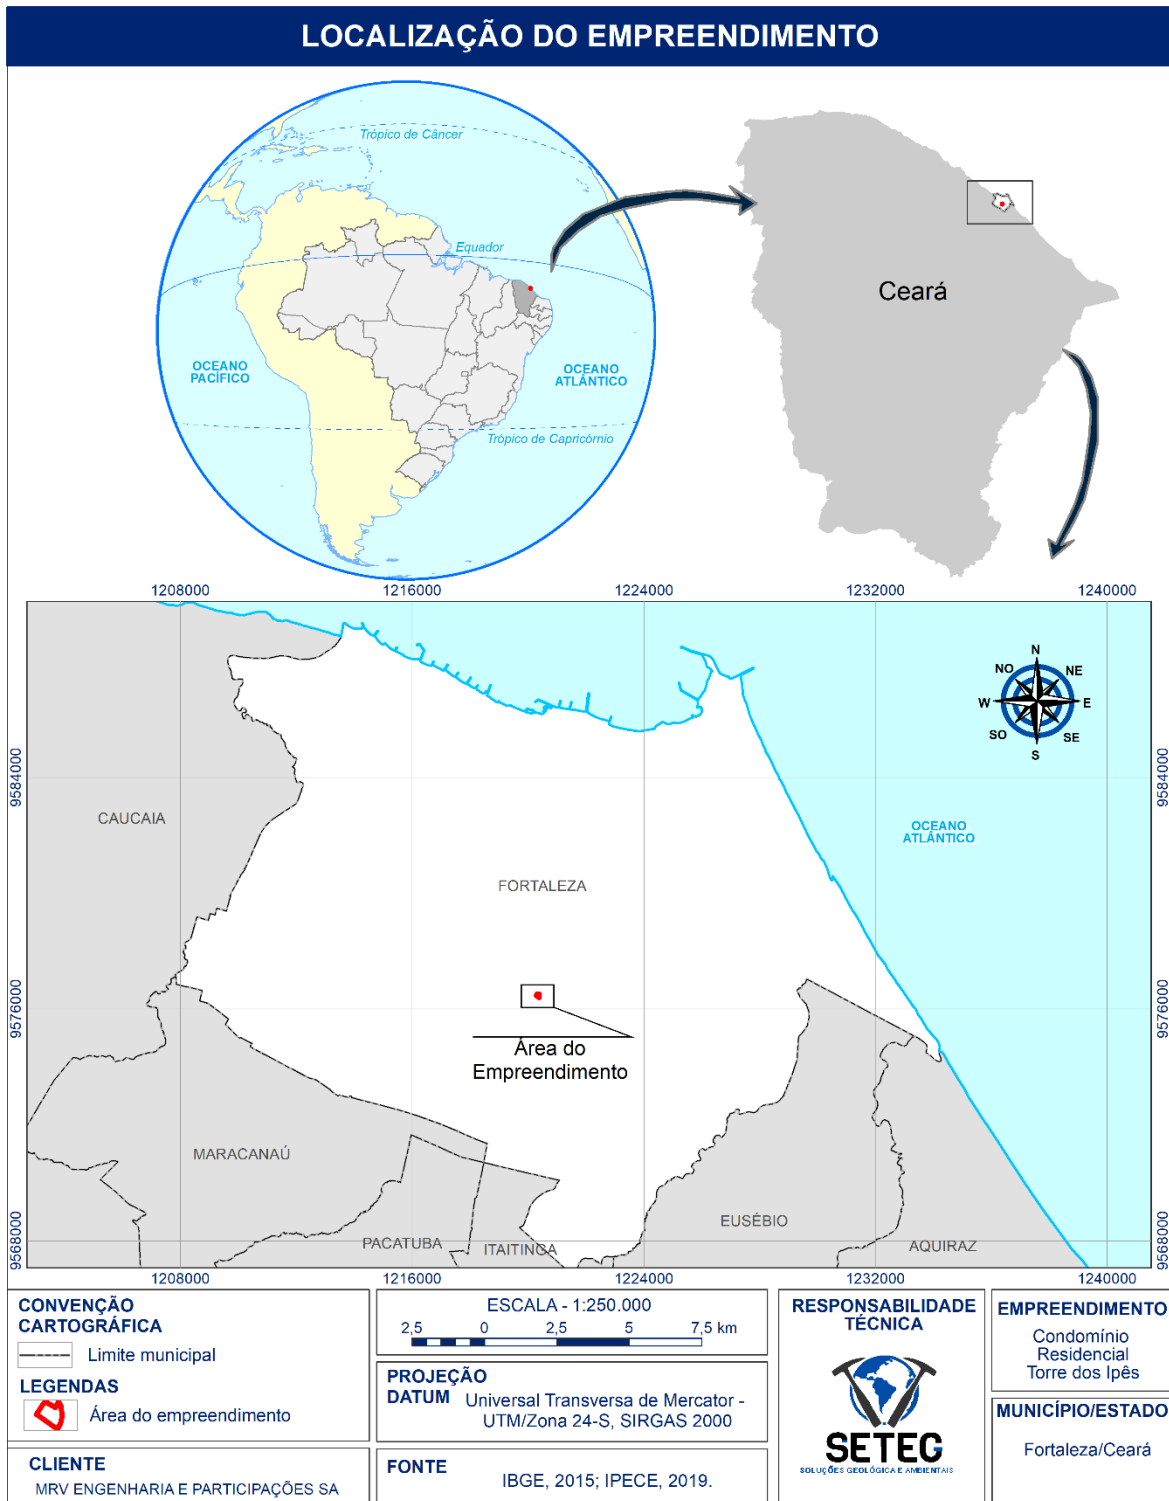 LOCALIZAÇÃO DO EMPREENDIMENTO
Trópico de Câncer
Equador
OCEANO
PACÍFICO
OCEANO
ATLÂNTICO
Trópico de Capricórnio
Ceará
1208000
1216000
1224000
1232000
1240000
N
NO
NE
W
E
SO
SE
S
9584000
9584000
CAUCAIA
OCEANO
ATLÂNTICO
FORTALEZA
9576000
9576000
Área do
Empreendimento
MARACANAÚ
EUSÉBIO
PACATUBA
ITAITINGA
AQUIRAZ
9568000
9568000
1208000
1216000
1224000
1232000
1240000
CONVENÇÃO
CARTOGRÁFICA
Limite municipal
LEGENDAS
Área do empreendimento
CLIENTE
MRV ENGENHARIA E PARTICIPAÇÕES SA
ESCALA - 1:250.000
2,5 0 2,5 5 7,5 km
PROJEÇÃO
DATUM Universal Transversa de Mercator -
UTM/Zona 24-S, SIRGAS 2000
FONTE
IBGE, 2015; IPECE, 2019.
RESPONSABILIDADE
TÉCNICA
SETEG
SOLUÇÕES GEOLÓGICA E AMBIENTAIS
EMPREENDIMENTO
Condomínio
Residencial
Torre dos Ipês
MUNICÍPIO/ESTADO
Fortaleza/Ceará